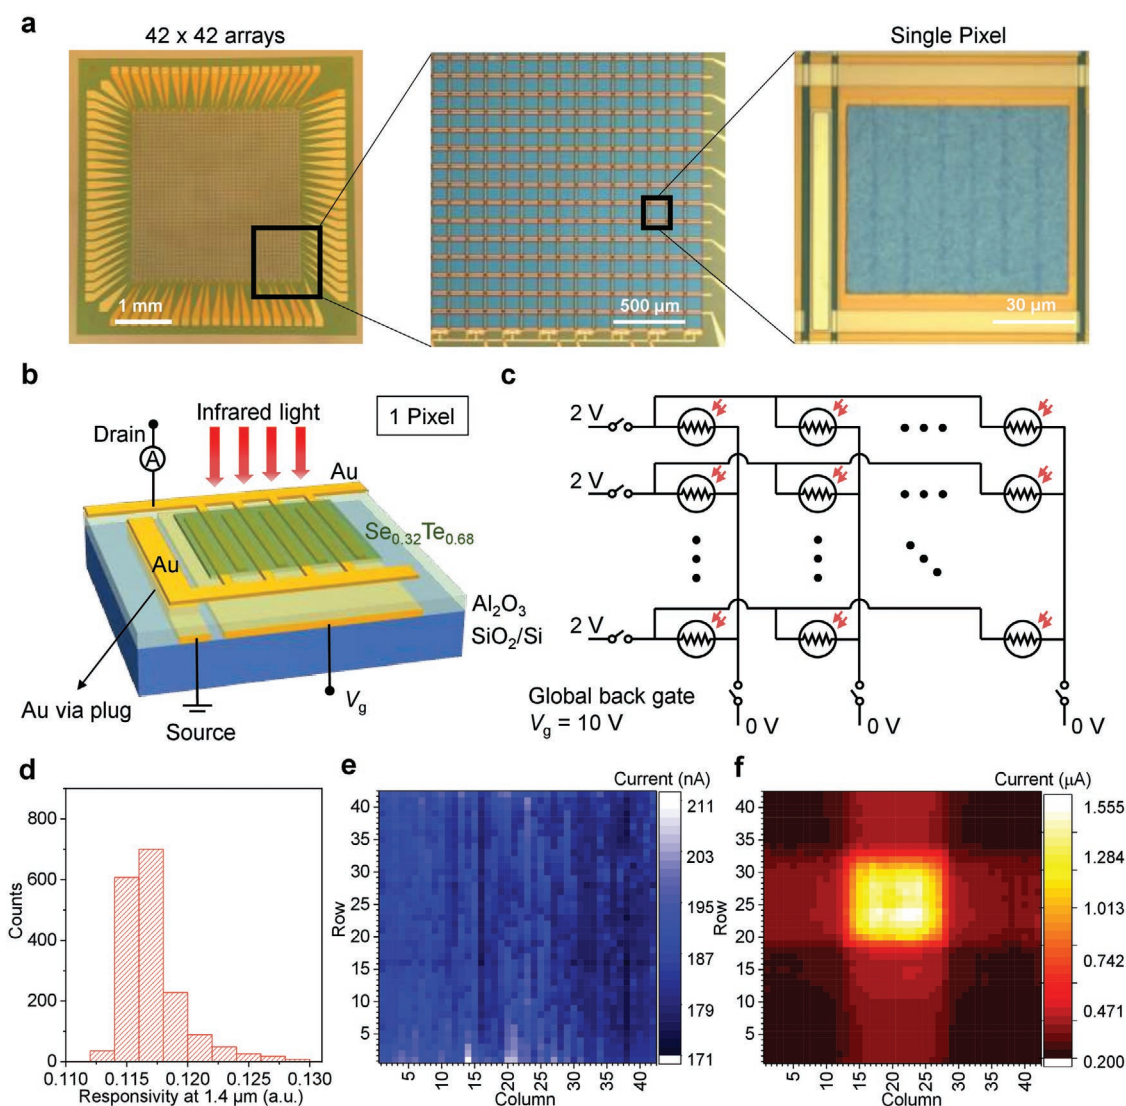 a
42 x 42 arrays
Single Pixel
1 mm
500 µm
30 µm
b
Infrared light
1 Pixel
Drain
A
Au
Se0.32Te0.68
Au
Al2O3
SiO2/Si
Au via plug
Source
Vg
c
2 V
2 V
2 V
Global back gate
Vg = 10 V
0 V
0 V
0 V
d
800
600
400
200
0
Counts
0.110
0.115
0.120
0.125
0.130
Responsivity at 1.4 µm (a.u.)
e
Current (nA)
40
35
30
25
20
15
10
5
Row
5
10
15
20
25
30
35
40
Column
211
203
195
187
179
171
f
Current (µA)
40
35
30
25
20
15
10
5
Row
5
10
15
20
25
30
35
40
Column
1.555
1.284
1.013
0.742
0.471
0.200